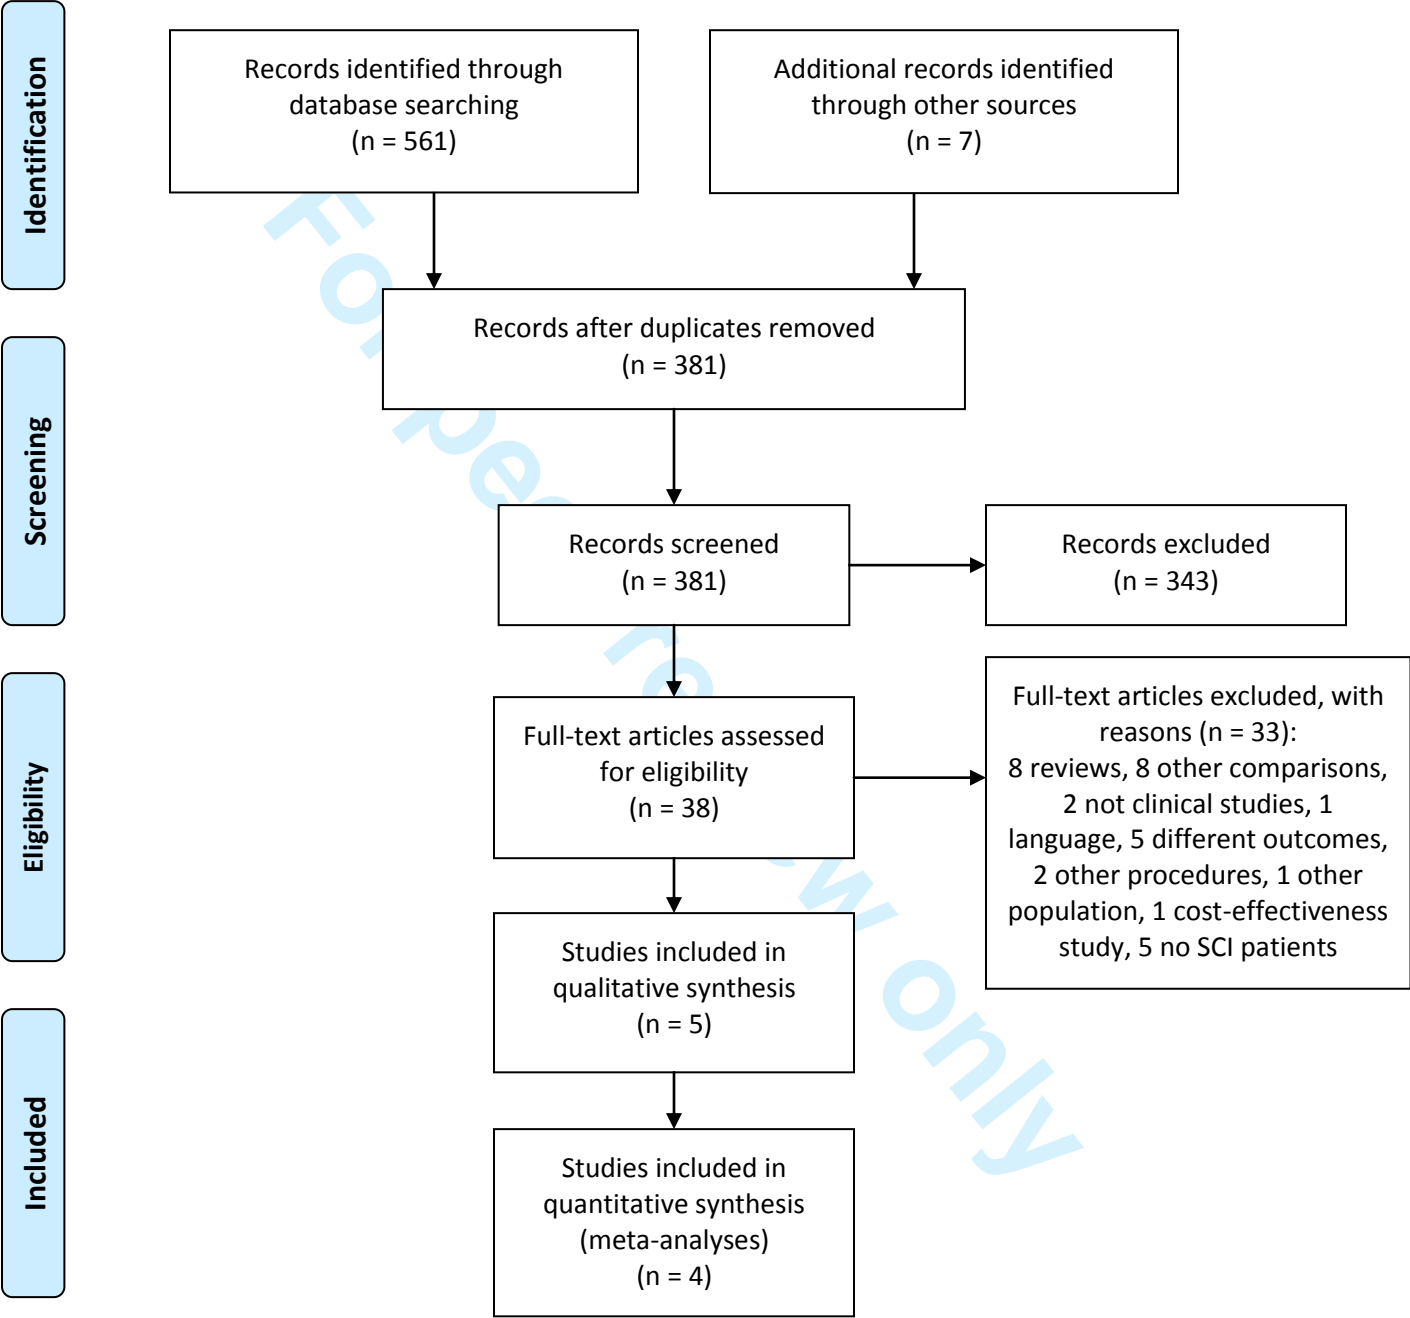 Identification
Records identified through
database searching
(n = 561)
Additional records identified
through other sources
(n = 7)
Records after duplicates removed
(n = 381)
Screening
Records screened
(n = 381)
Records excluded
(n = 343)
Eligibility
Full-text articles assessed
for eligibility
(n = 38)
Full-text articles excluded, with
reasons (n = 33):
8 reviews, 8 other comparisons,
2 not clinical studies, 1
language, 5 different outcomes,
2 other procedures, 1 other
population, 1 cost-effectiveness
study, 5 no SCI patients
Studies included in
qualitative synthesis
(n = 5)
Included
Studies included in
quantitative synthesis
(meta-analyses)
(n = 4)
For peer review only